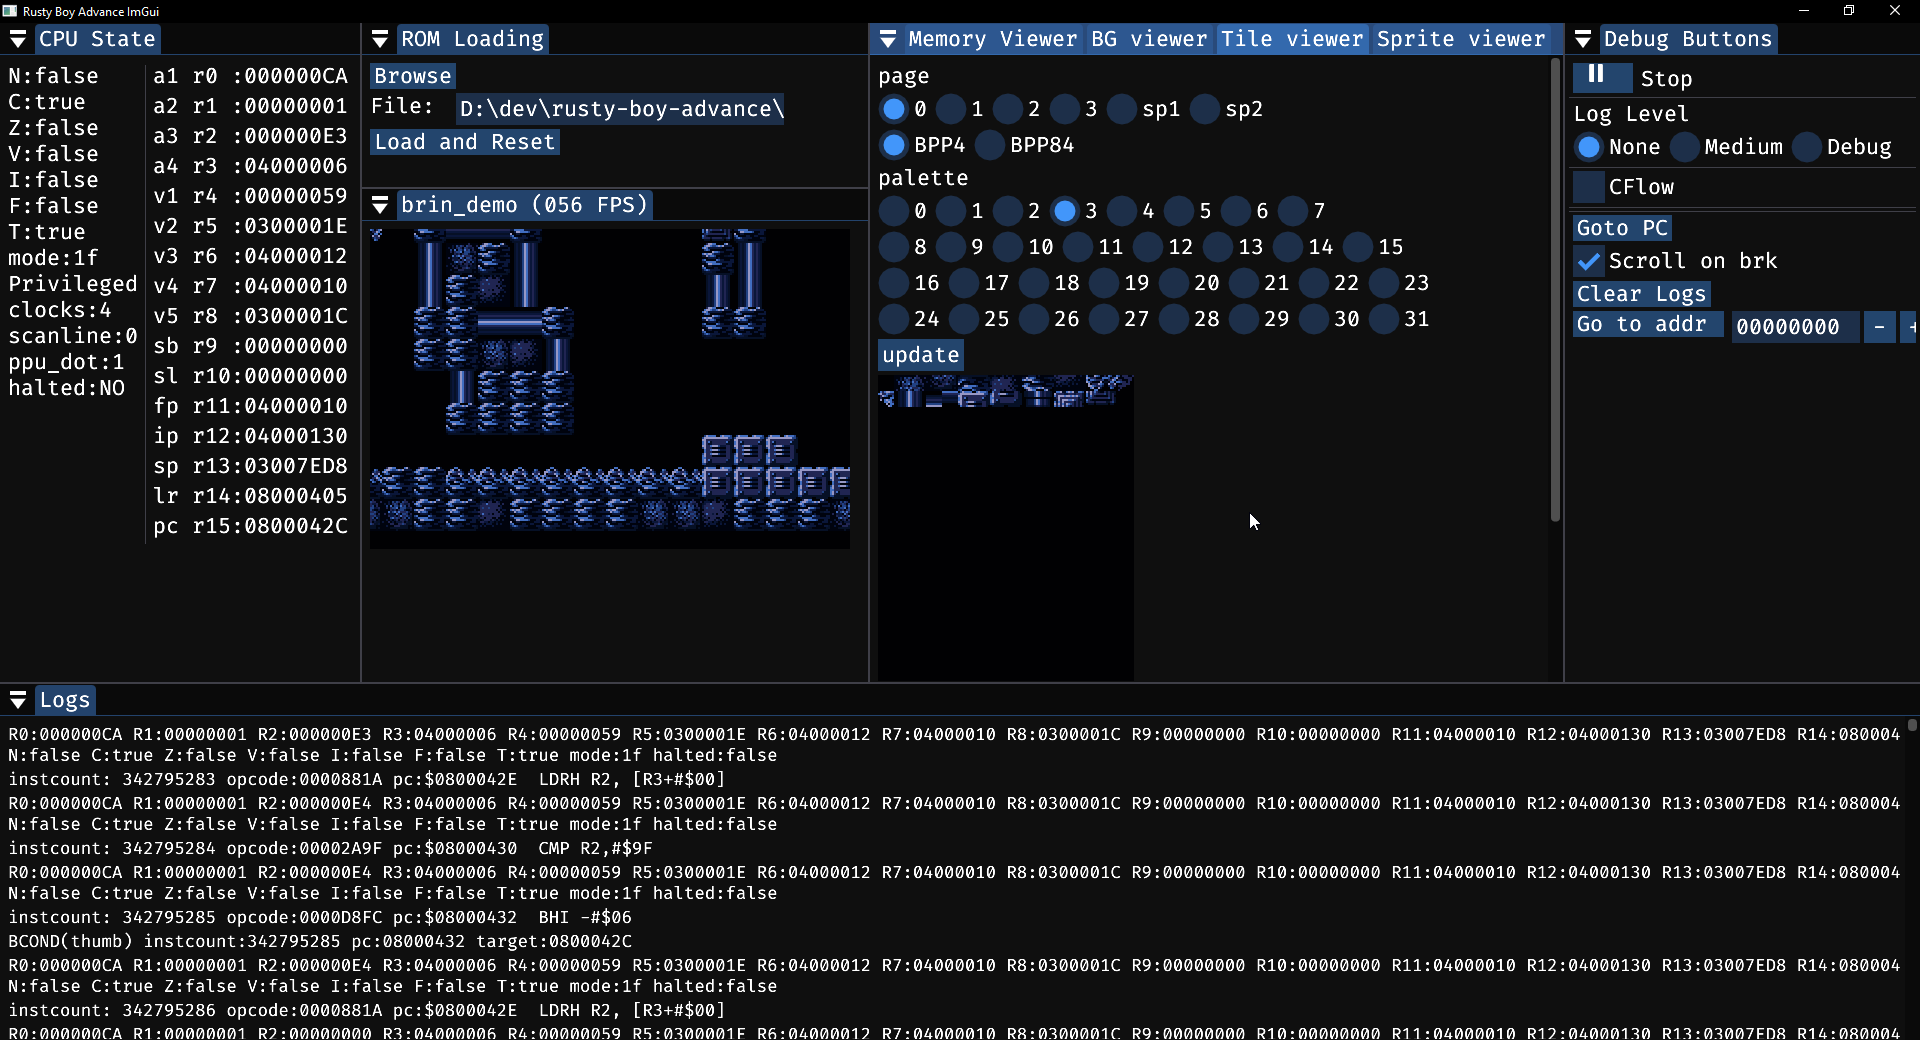 Rusty Boy Advance ImGui
CPU State
N:false
C:true
Z:false
V:false
I:false
F:false
T:true
mode:1f
Privileged
clocks:4
scanline:0
ppu_dot:1
halted:NO
a1 r0 :000000CA
a2 r1 :00000001
a3 r2 :000000E3
a4 r3 :04000006
v1 r4 :00000059
v2 r5 :0300001E
v3 r6 :04000012
v4 r7 :04000010
v5 r8 :0300001C
sb r9 :00000000
sl r10:00000000
fp r11:04000010
ip r12:04000130
sp r13:03007ED8
lr r14:08000405
pc r15:0800042C
ROM Loading
Browse
File: D:\dev\rusty-boy-advance\
Load and Reset
brin_demo (056 FPS)
Memory Viewer BG viewer Tile viewer Sprite viewer
page
0 1 2 3 sp1 sp2
BPP4 BPP84
palette
0 1 2 3 4 5 6 7
8 9 10 11 12 13 14 15
16 17 18 19 20 21 22 23
24 25 26 27 28 29 30 31
update
Debug Buttons
Stop
Log Level
None Medium Debug
CFlow
Goto PC
Scroll on brk
Clear Logs
Go to addr 00000000 - +
Logs
R0:000000CA R1:00000001 R2:000000E3 R3:04000006 R4:00000059 R5:0300001E R6:04000012 R7:04000010 R8:0300001C R9:00000000 R10:00000000 R11:04000010 R12:04000130 R13:03007ED8 R14:080004
N:false C:true Z:false V:false I:false F:false T:true mode:1f halted:false
instcount: 342795283 opcode:0000881A pc:$0800042E LDRH R2, [R3+#$00]
R0:000000CA R1:00000001 R2:000000E4 R3:04000006 R4:00000059 R5:0300001E R6:04000012 R7:04000010 R8:0300001C R9:00000000 R10:00000000 R11:04000010 R12:04000130 R13:03007ED8 R14:080004
N:false C:true Z:false V:false I:false F:false T:true mode:1f halted:false
instcount: 342795284 opcode:00002A9F pc:$08000430 CMP R2,#$9F
R0:000000CA R1:00000001 R2:000000E4 R3:04000006 R4:00000059 R5:0300001E R6:04000012 R7:04000010 R8:0300001C R9:00000000 R10:00000000 R11:04000010 R12:04000130 R13:03007ED8 R14:080004
N:false C:true Z:false V:false I:false F:false T:true mode:1f halted:false
instcount: 342795285 opcode:0000D8FC pc:$08000432 BHI -#$06
BCOND(thumb) instcount:342795285 pc:08000432 target:0800042C
R0:000000CA R1:00000001 R2:000000E4 R3:04000006 R4:00000059 R5:0300001E R6:04000012 R7:04000010 R8:0300001C R9:00000000 R10:00000000 R11:04000010 R12:04000130 R13:03007ED8 R14:080004
N:false C:true Z:false V:false I:false F:false T:true mode:1f halted:false
instcount: 342795286 opcode:0000881A pc:$0800042E LDRH R2, [R3+#$00]
R0:000000CA R1:00000001 R2:00000000 R3:04000006 R4:00000059 R5:0300001E R6:04000012 R7:04000010 R8:0300001C R9:00000000 R10:00000000 R11:04000010 R12:04000130 R13:03007ED8 R14:080004